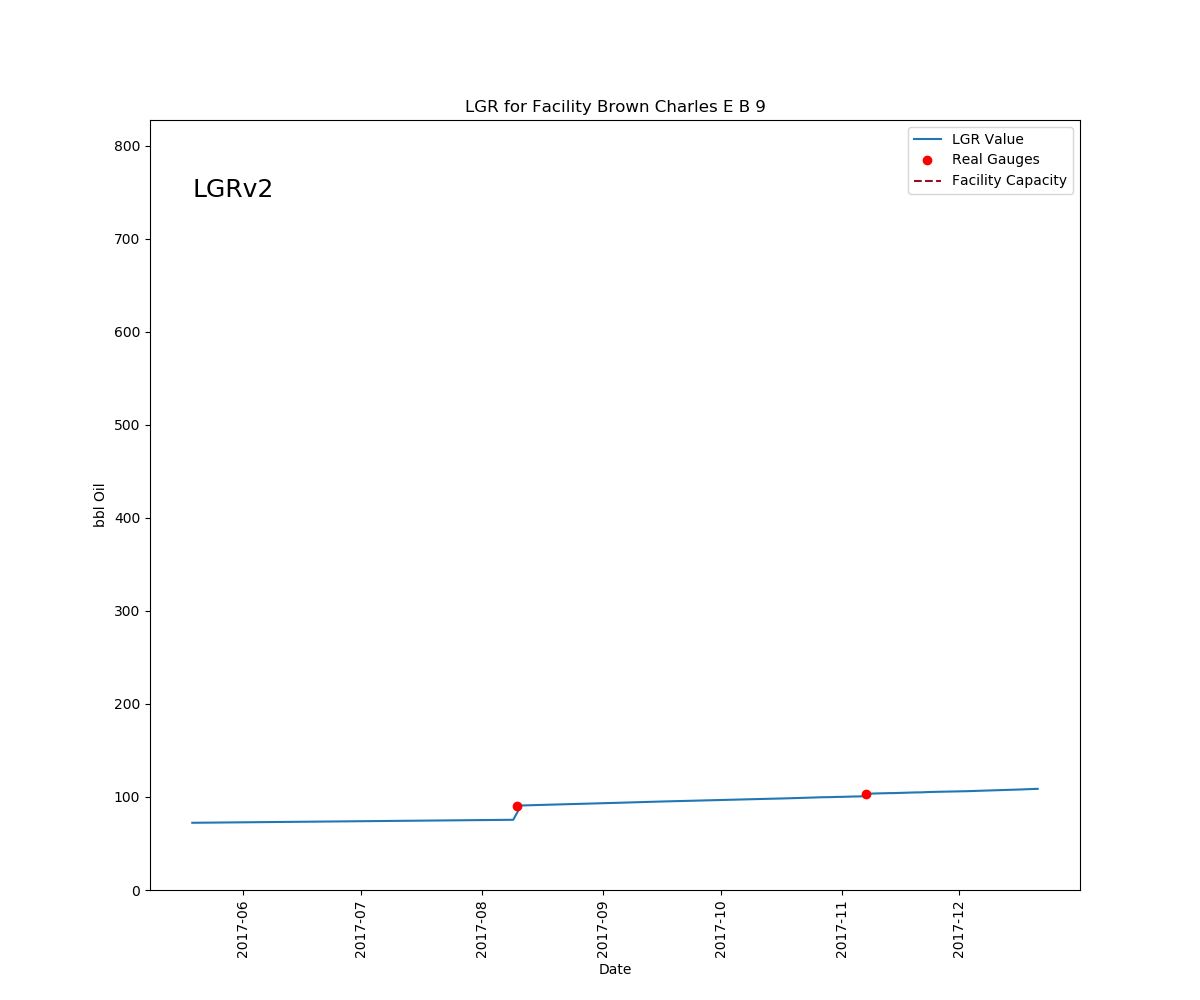 LGR for Facility Brown Charles E B 9
LGRv2
LGR Value
Real Gauges
Facility Capacity
800
700
600
500
400
300
200
100
0
bbl Oil
2017-06
2017-07
2017-08
2017-09
2017-10
2017-11
2017-12
Date